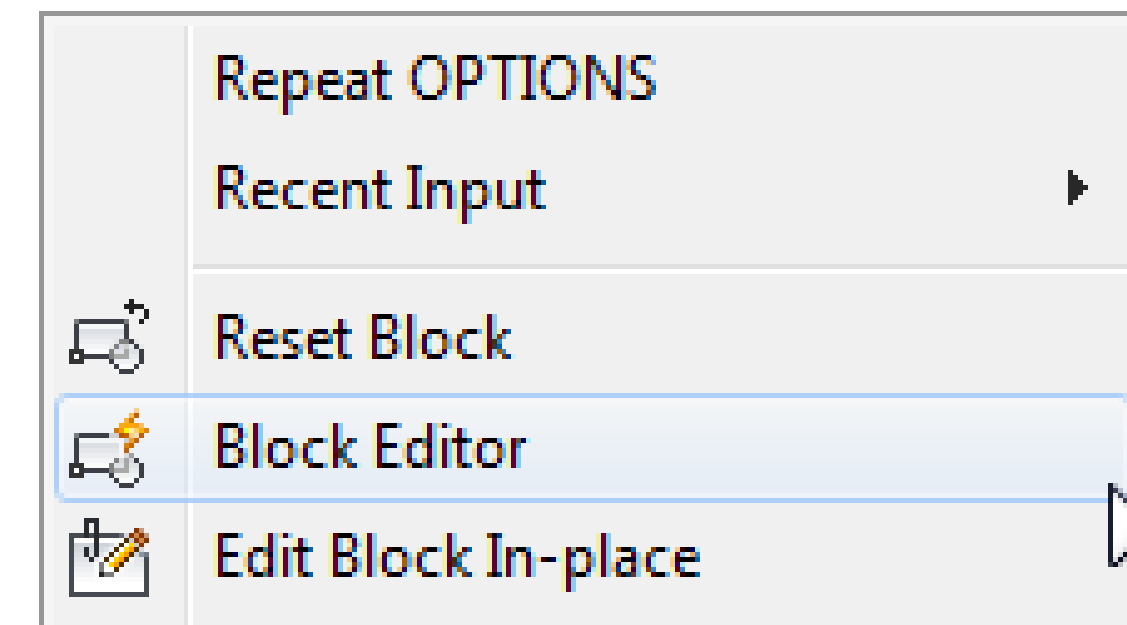 Repeat OPTIONS
Recent Input
Reset Block
Block Editor
Edit Block In-place